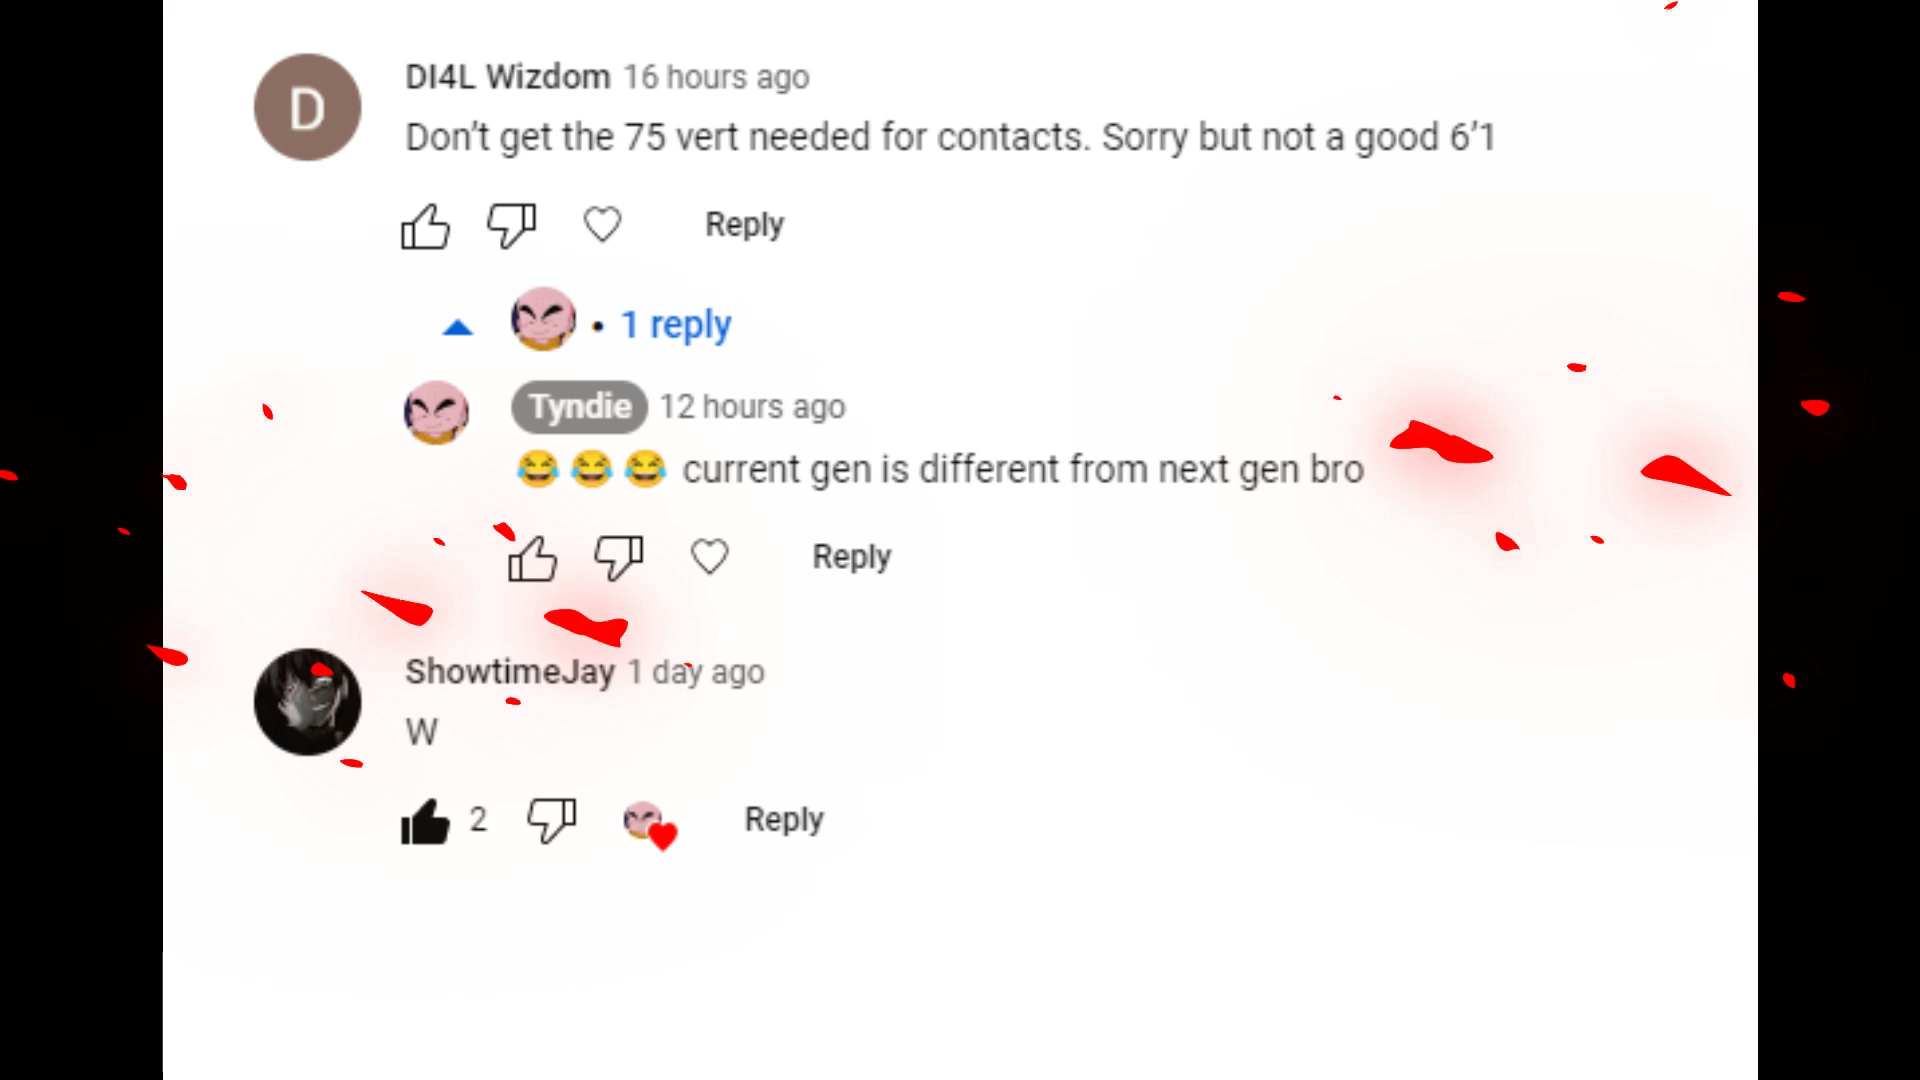 D
DI4L Wizdom 16 hours ago
Don't get the 75 vert needed for contacts. Sorry but not a good 6'1
Reply
• 1 reply
Tyndie 12 hours ago
😂😂😂 current gen is different from next gen bro
Reply
ShowtimeJay 1 day ago
W
2 Reply